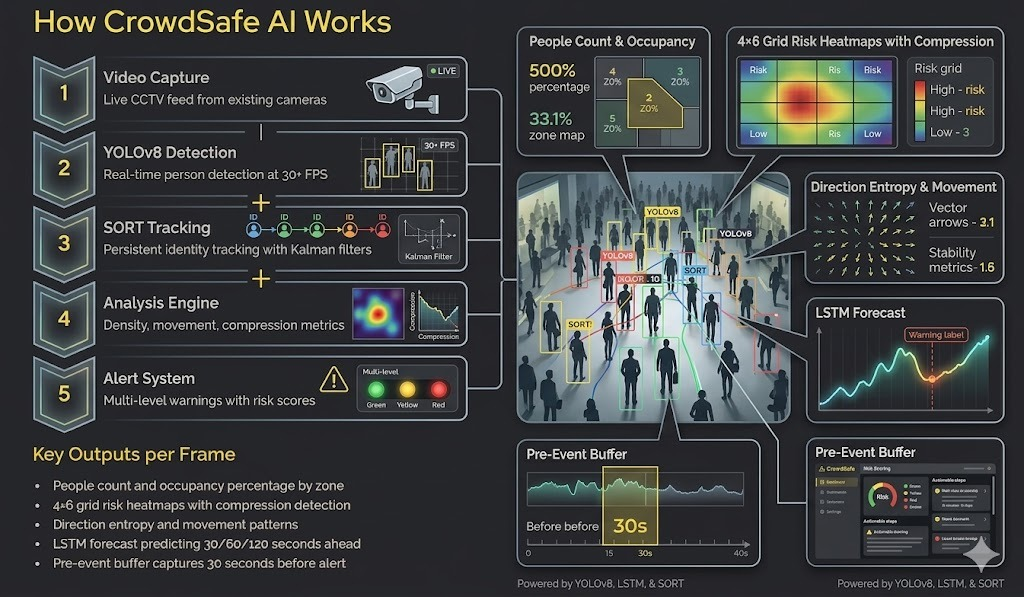 How CrowdSafe AI Works
1
Video Capture
Live CCTV feed from existing cameras
LIVE
2
YOLOv8 Detection
Real-time person detection at 30+ FPS
30+ FPS
3
SORT Tracking
Persistent identity tracking with Kalman filters
ID ID ID ID ID
Kalman Filter
4
Analysis Engine
Density, movement, compression metrics
Compression
5
Alert System
Multi-level warnings with risk scores
Multi-level
Green Yellow Red
Key Outputs per Frame
• People count and occupancy percentage by zone
• 4×6 grid risk heatmaps with compression detection
• Direction entropy and movement patterns
• LSTM forecast predicting 30/60/120 seconds ahead
• Pre-event buffer captures 30 seconds before alert
People Count & Occupancy
500%
percentage
33.1%
zone map
4
Z0%
3
Z0%
2
Z0%
5
Z0%
4×6 Grid Risk Heatmaps with Compression
Risk Ris Risk
Low Ris Low
Risk grid
High - risk
High - risk
Low - 3
YOLOv8
YOLOv8
YOLOv8
SORT
SORT
Direction Entropy & Movement
Vector
arrows - 3.1
Stability
metrics - 1.6
LSTM Forecast
Warning label
Pre-Event Buffer
Before before
30s
0 15 30s 40s
Powered by YOLOv8, LSTM, & SORT
Pre-Event Buffer
CrowdSafe
Risk
Powered by YOLOv8, LSTM, & SORT